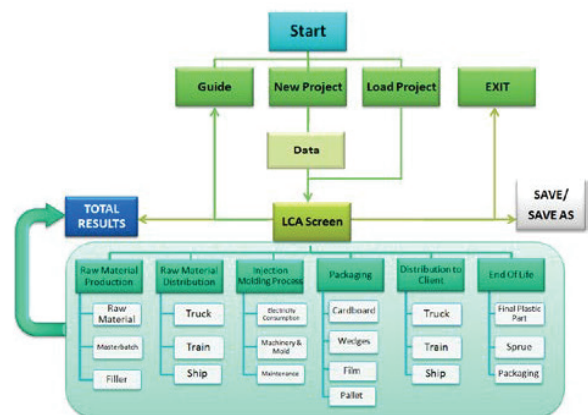 Start
Guide
New Project
Load Project
EXIT
Data
TOTAL
RESULTS
LCA Screen
SAVE/
SAVE AS
Raw Material
Production
Raw Material
Distribution
Injection
Molding Process
Packaging
Distribution to
Client
End Of Life
Raw
Material
Masterbatch
Filler
Truck
Train
Ship
Electricity
Consumption
Machinery &
Mold
Maintenance
Cardboard
Wedges
Film
Pallet
Truck
Train
Ship
Final Plastic
Part
Sprue
Packaging